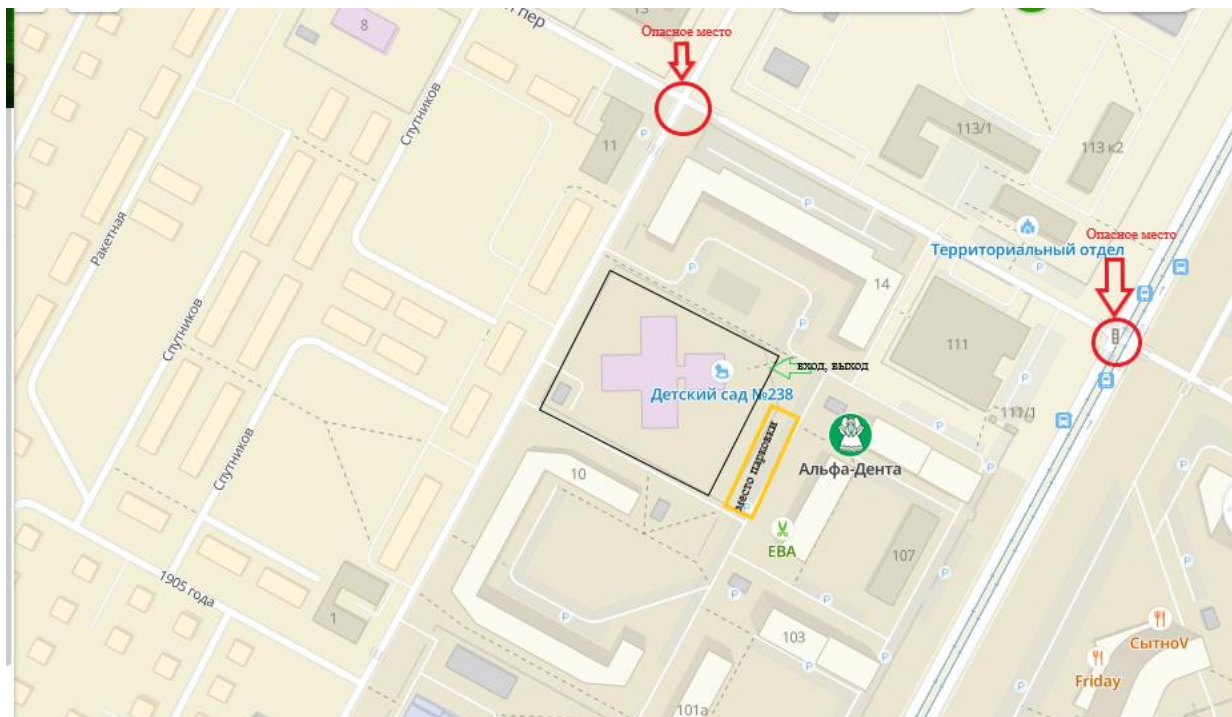 пер
8
13
Опасное место
Спутников
11
113/1
113 к2
Ракетная
Опасное место
Территориальный отдел
14
Спутников
111
вход, выход
Детский сад №238
111/1
место парковки
Альфа-Дента
Спутников
10
ЕВА
107
1905 года
1
103
СытноV
Friday
101а